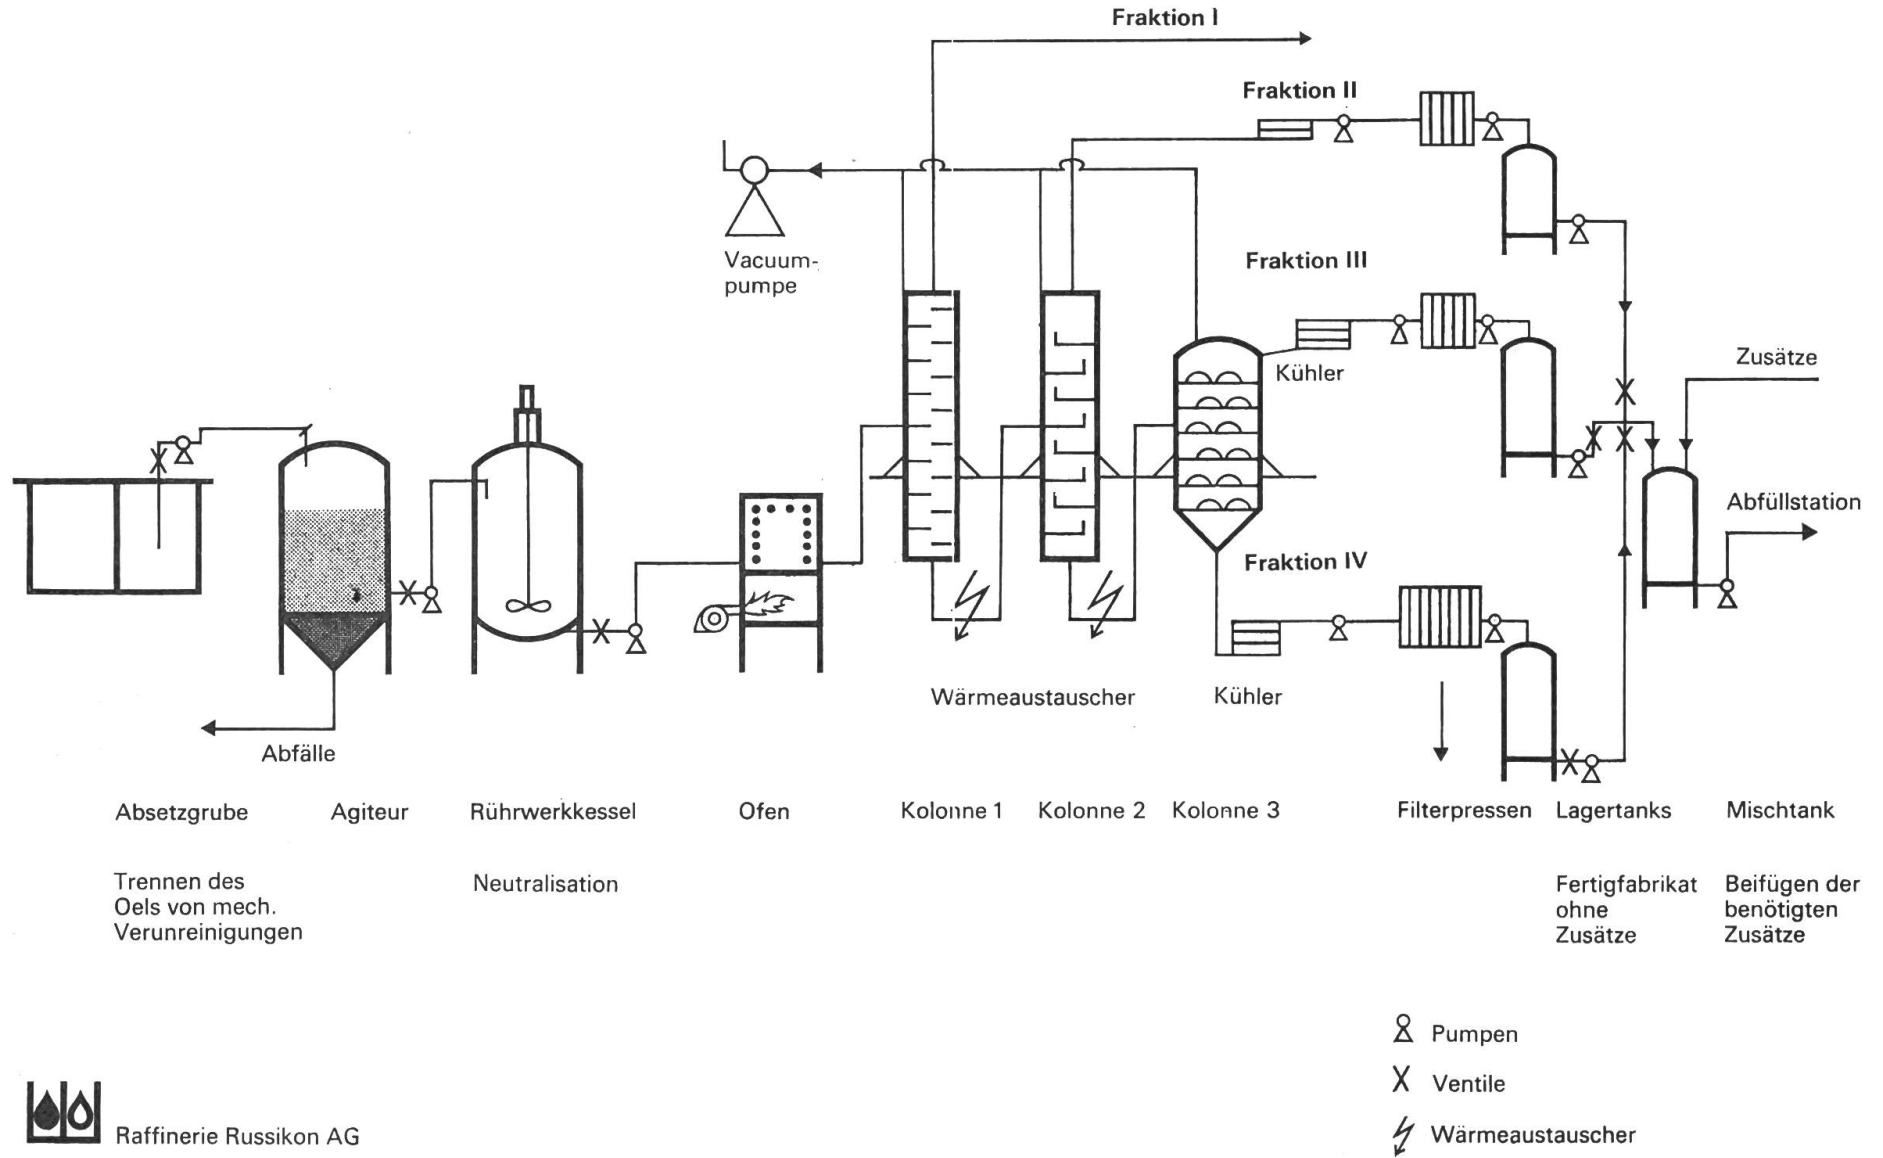 Fraktion I
Fraktion II
Vacuum-
pumpe
Fraktion III
Kühler
Zusätze
Abfüllstation
Fraktion IV
Wärmeaustauscher
Kühler
Abfälle
Absetzgrube
Agiteur
Rührwerkkessel
Ofen
Kolonne 1
Kolonne 2
Kolonne 3
Filterpressen
Lagertanks
Mischtank
Trennen des
Oels von mech.
Verunreinigungen
Neutralisation
Fertigfabrikat
ohne
Zusätze
Beifügen der
benötigten
Zusätze
Pumpen
Ventile
Wärmeaustauscher
Raffinerie Russikon AG